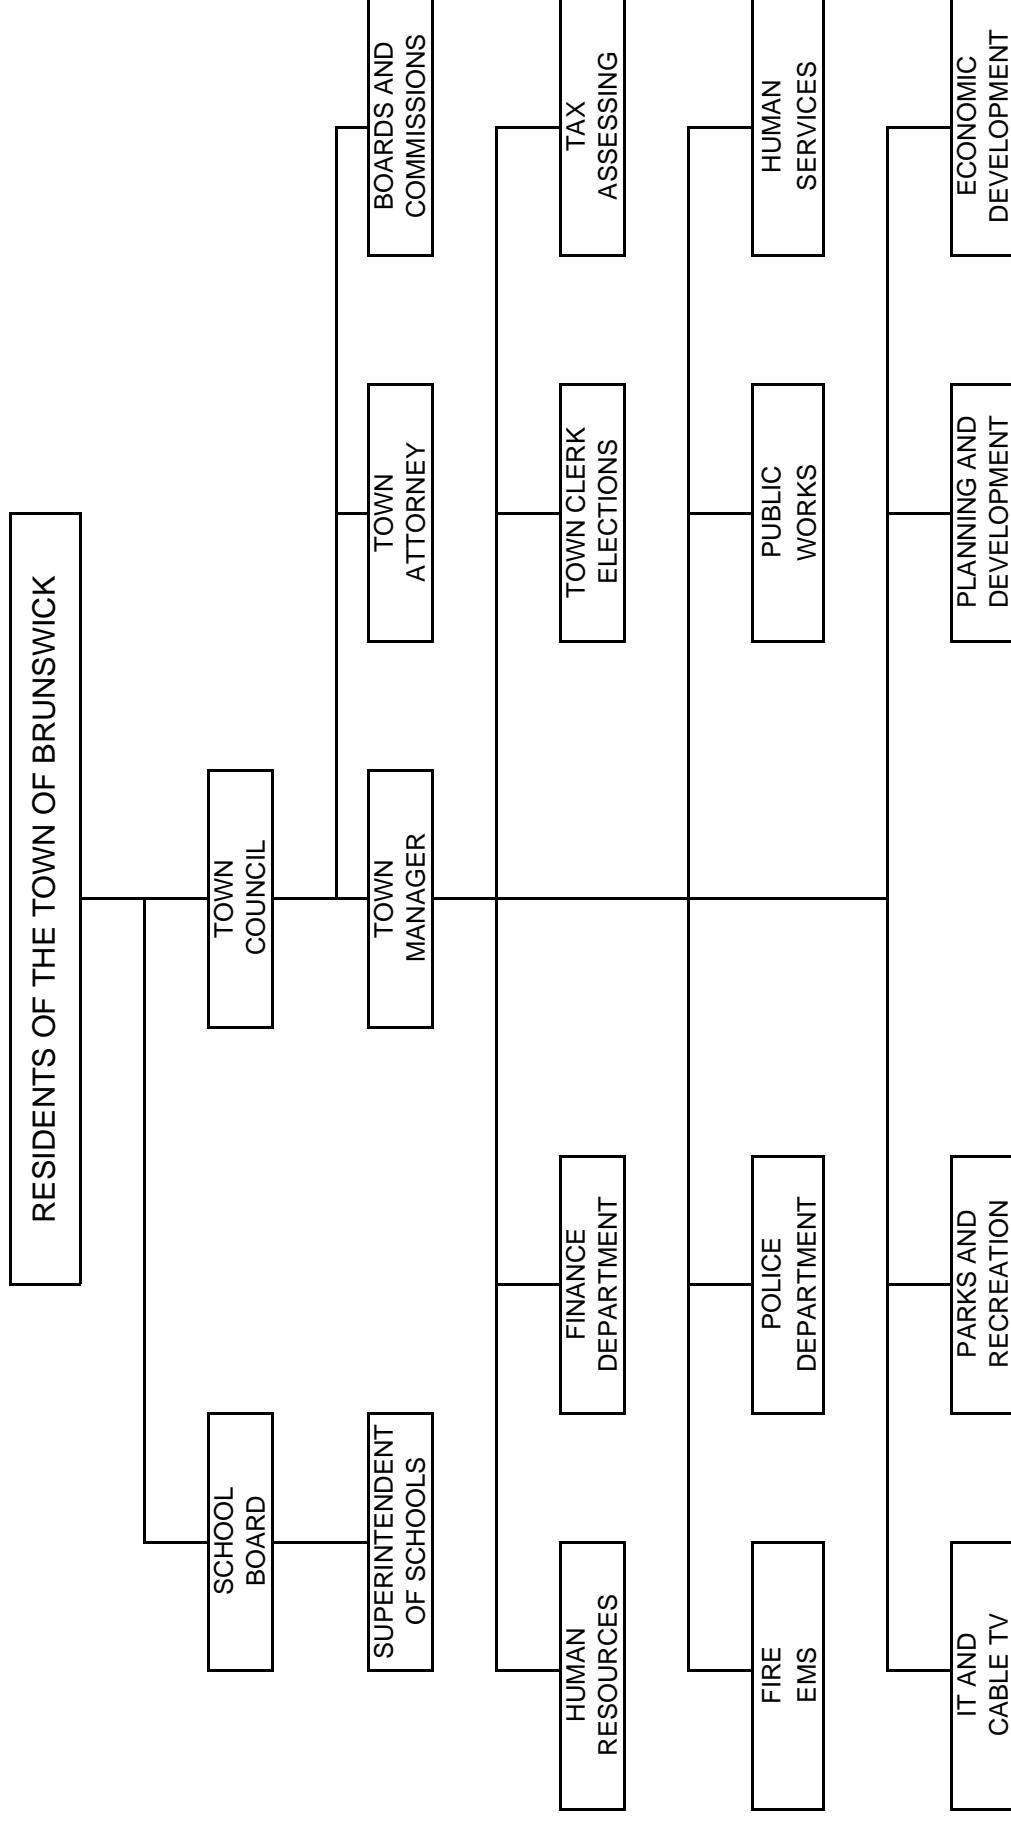 RESIDENTS OF THE TOWN OF BRUNSWICK
SCHOOL
BOARD
TOWN
COUNCIL
SUPERINTENDENT
OF SCHOOLS
TOWN
MANAGER
TOWN
ATTORNEY
BOARDS AND
COMMISSIONS
HUMAN
RESOURCES
FINANCE
DEPARTMENT
TOWN CLERK
ELECTIONS
TAX
ASSESSING
FIRE
EMS
POLICE
DEPARTMENT
PUBLIC
WORKS
HUMAN
SERVICES
IT AND
CABLE TV
PARKS AND
RECREATION
PLANNING AND
DEVELOPMENT
ECONOMIC
DEVELOPMENT